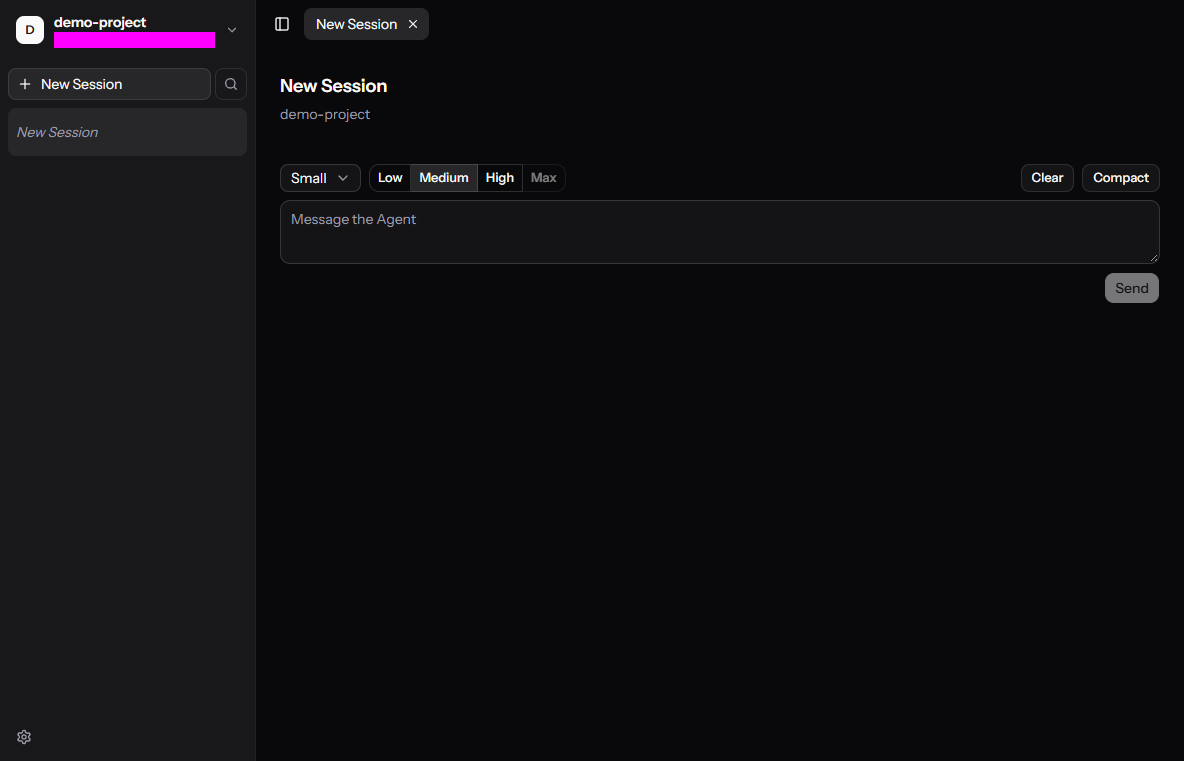 D
demo-project
New Session
New Session
New Session
New Session
demo-project
Small
Low
Medium
High
Max
Clear
Compact
Message the Agent
Send